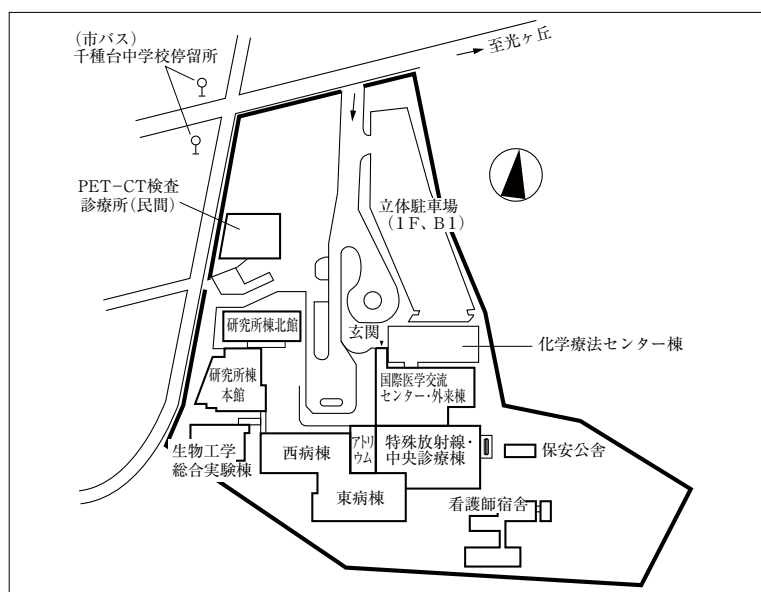 (市バス)
千種台中学校停留所
至光ヶ丘
PET-CT検査
診療所(民間)
立体駐車場
(1F、B1)
研究所棟北館
玄関
化学療法センター棟
研究所棟
本館
国際医学交流
センター・外来棟
生物工学
総合実験棟
西病棟
アトリ
ウム
特殊放射線・
中央診療棟
保安公舎
東病棟
看護師宿舎